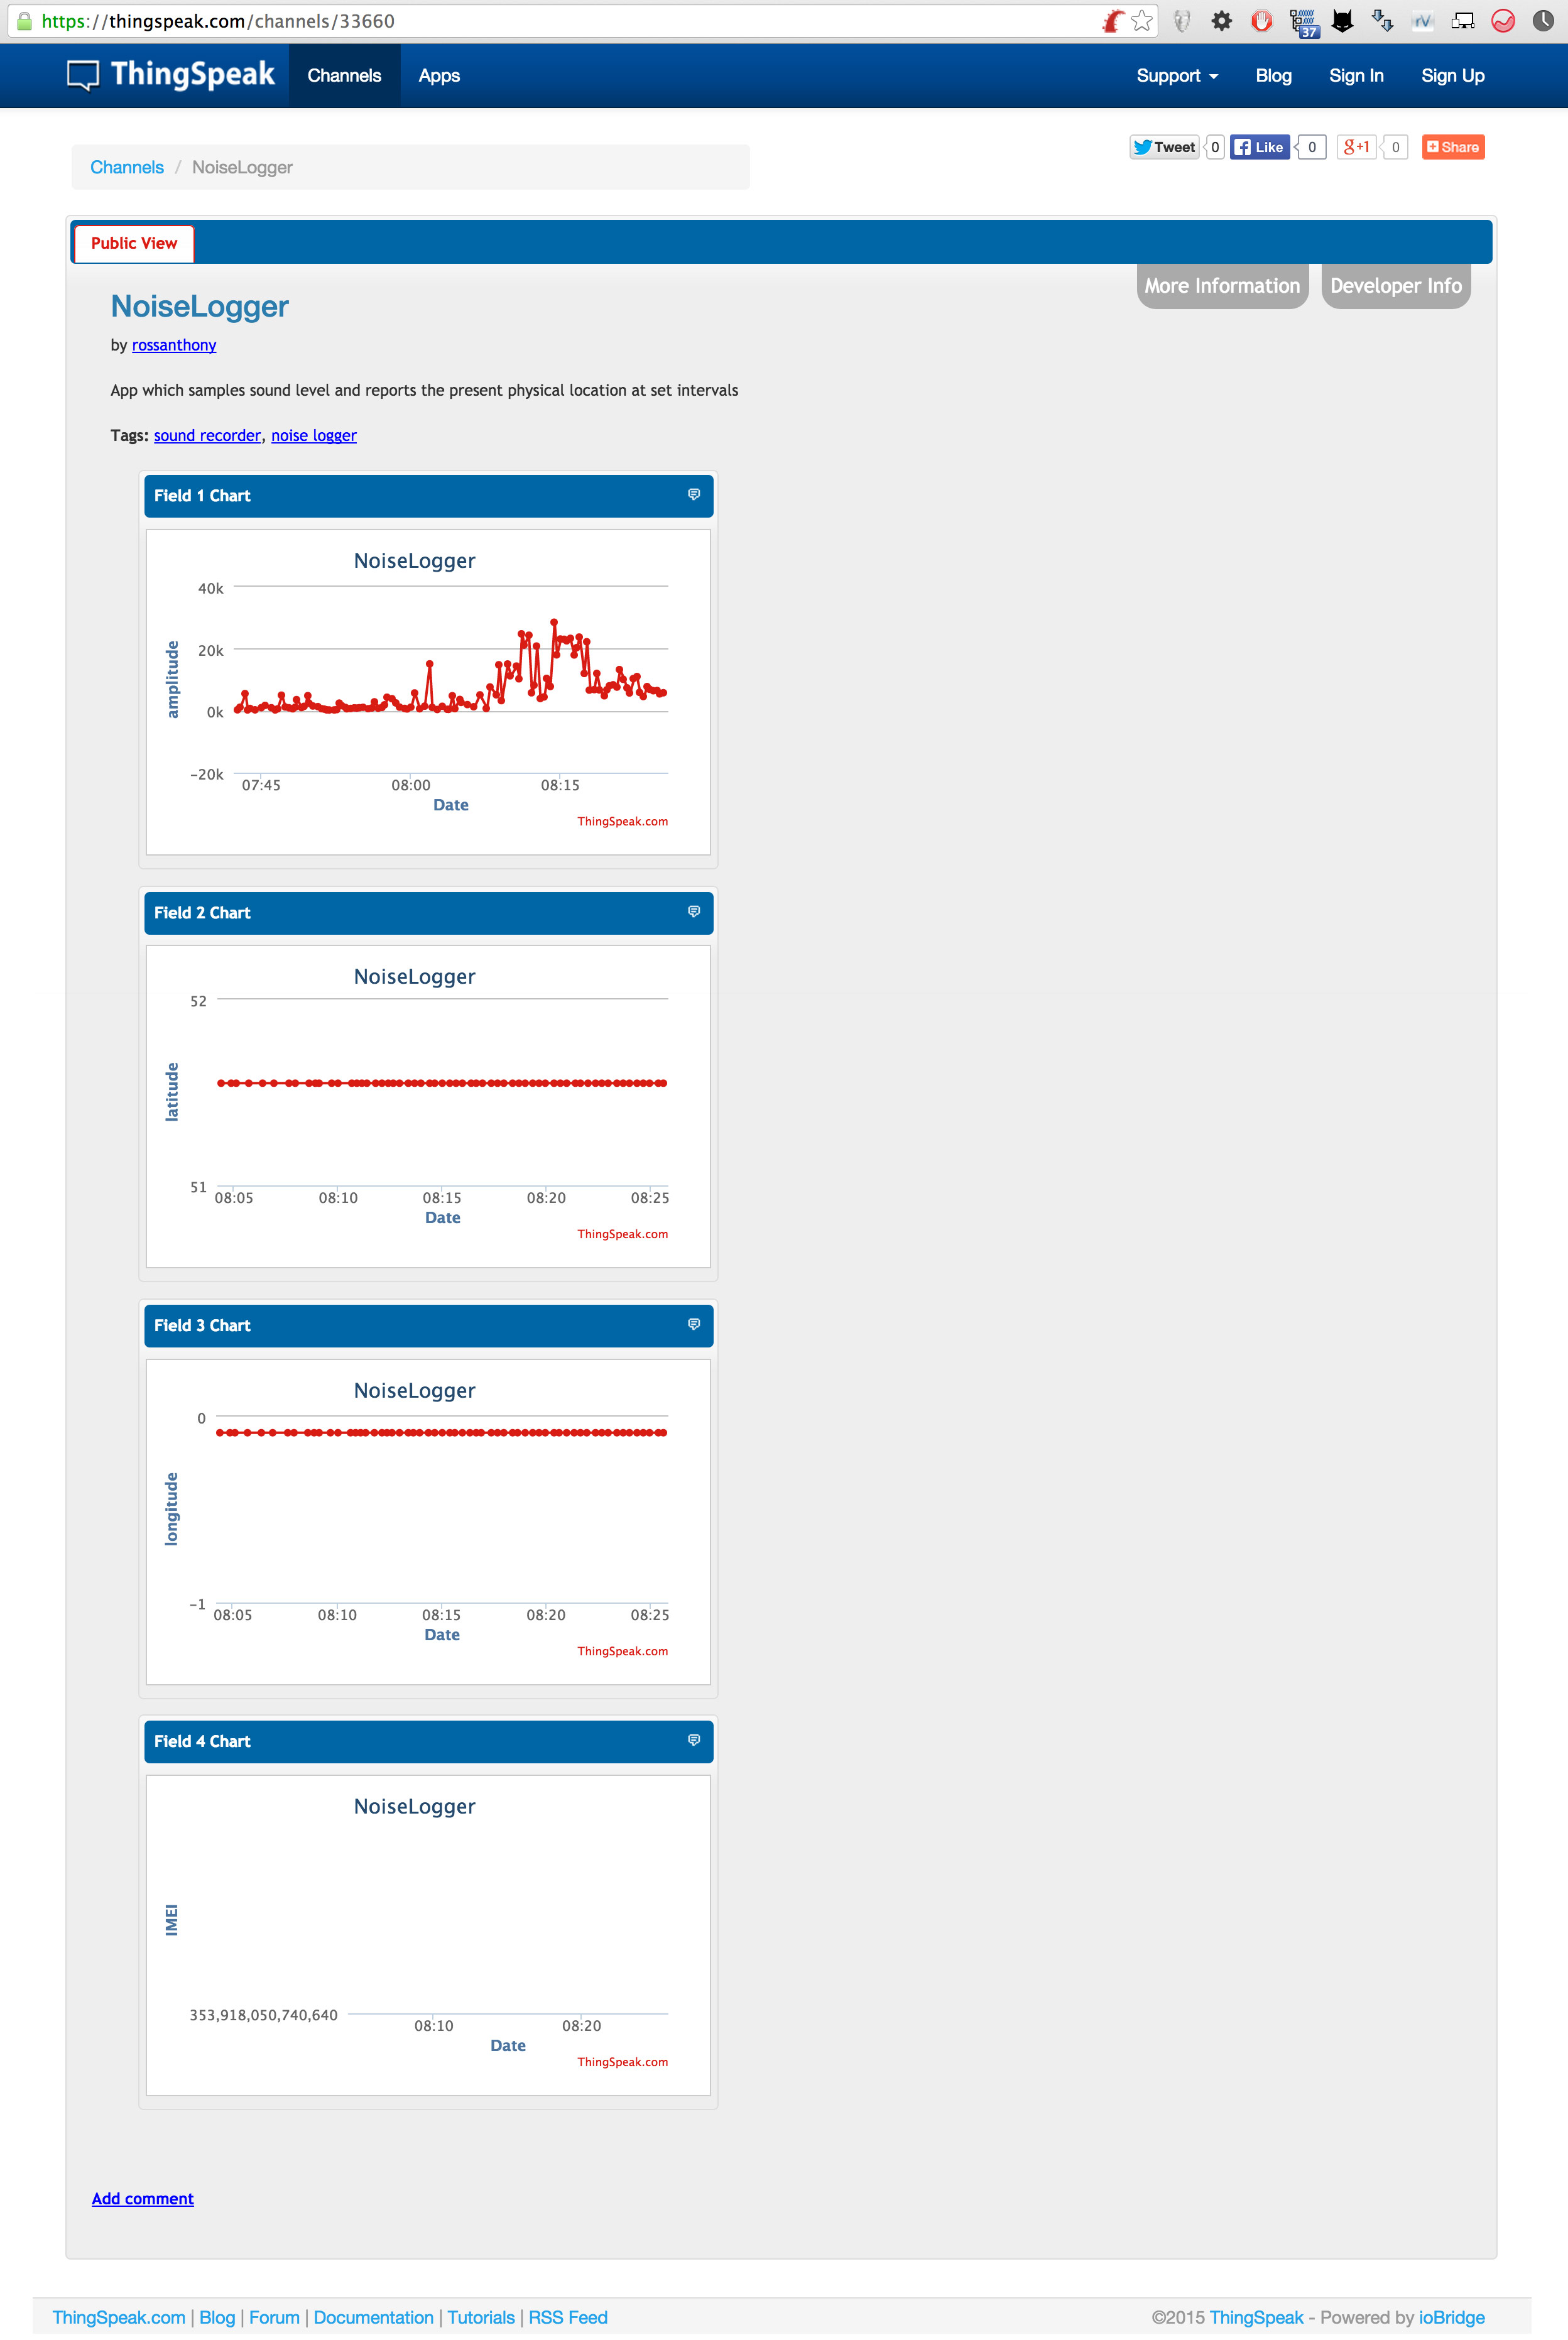 https://thingspeak.com/channels/33660
37
ThingSpeak Channels Apps Support Blog Sign In Sign Up
Tweet 0 Like 0 g+1 0 Share
Channels / NoiseLogger
Public View
More Information Developer Info
NoiseLogger
by rossanthony
App which samples sound level and reports the present physical location at set intervals
Tags: sound recorder, noise logger
Field 1 Chart
NoiseLogger
40k
20k
0k
−20k
amplitude
07:45 08:00 08:15
Date
ThingSpeak.com
Field 2 Chart
NoiseLogger
52
51
latitude
08:05 08:10 08:15 08:20 08:25
Date
ThingSpeak.com
Field 3 Chart
NoiseLogger
0
−1
longitude
08:05 08:10 08:15 08:20 08:25
Date
ThingSpeak.com
Field 4 Chart
NoiseLogger
IMEI
353,918,050,740,640
08:10 08:20
Date
ThingSpeak.com
Add comment
ThingSpeak.com | Blog | Forum | Documentation | Tutorials | RSS Feed
©2015 ThingSpeak - Powered by ioBridge